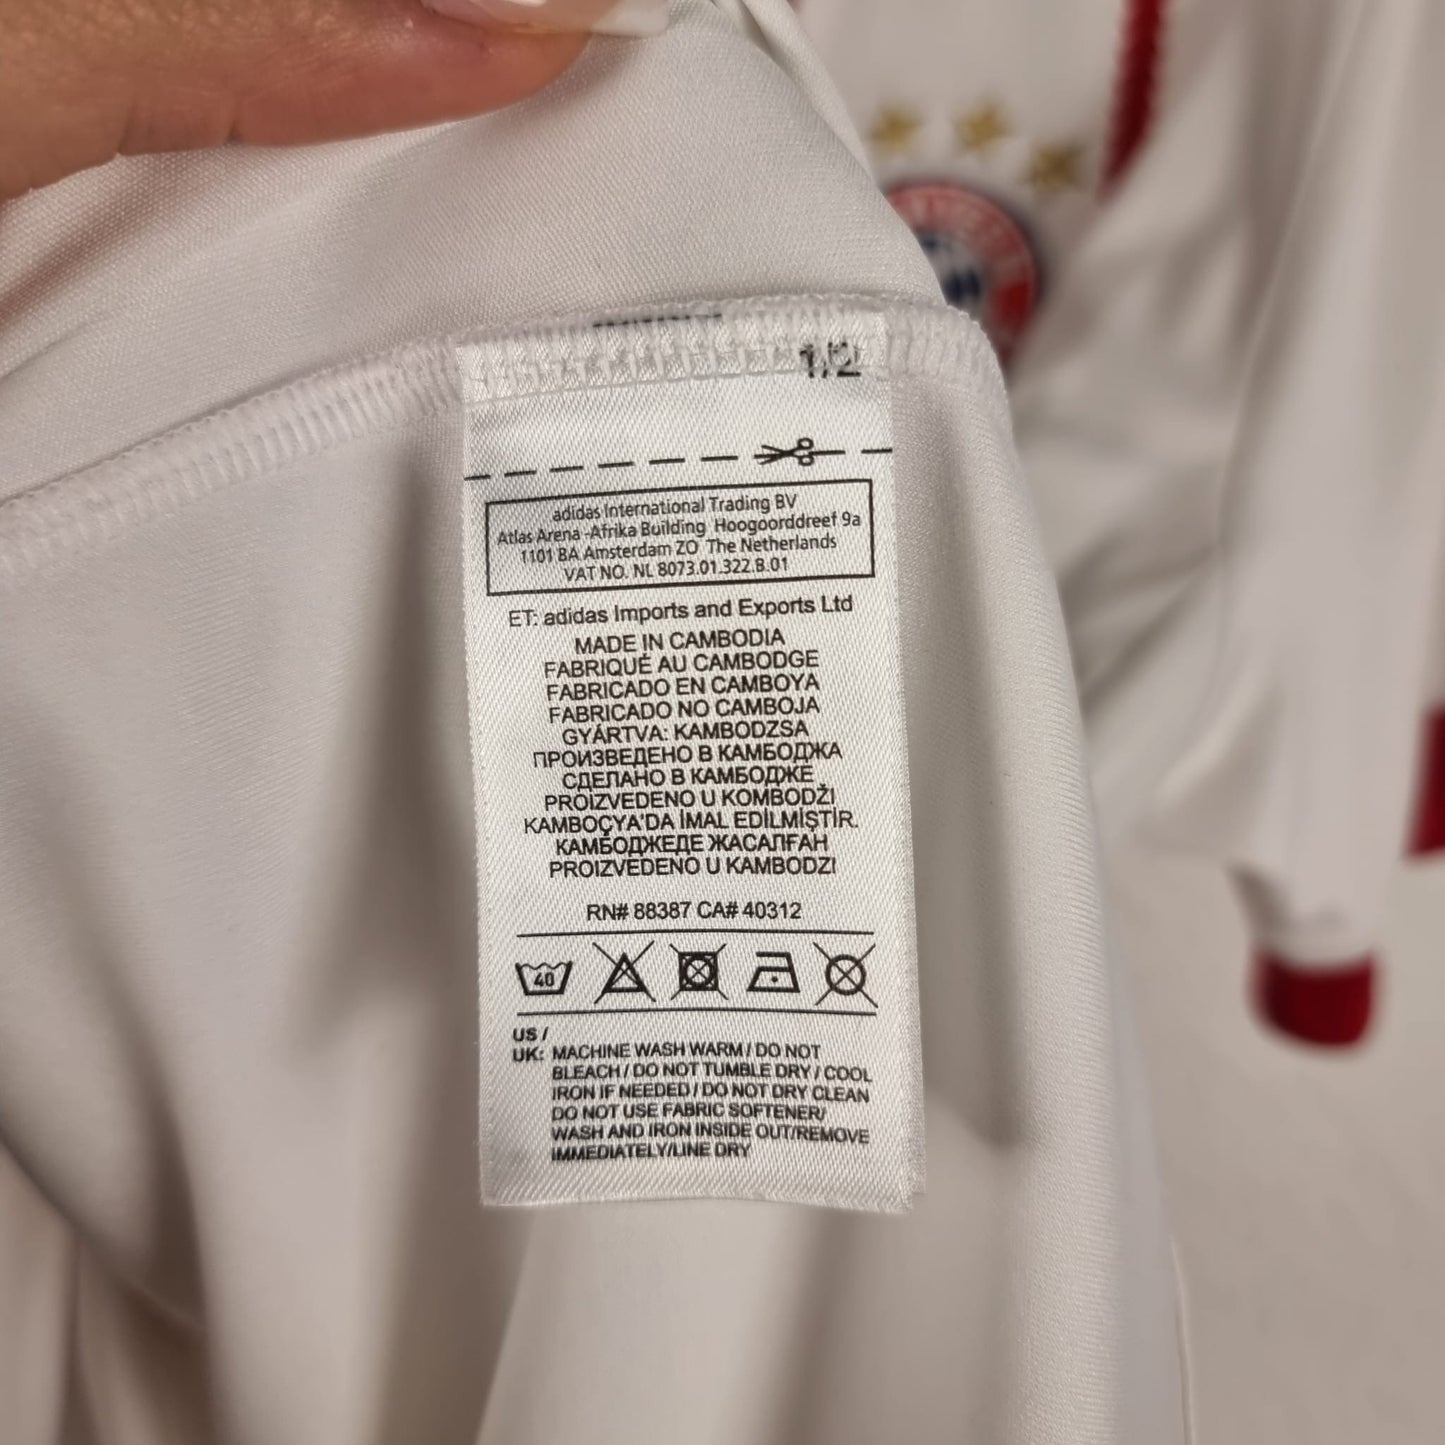 1/2
adidas International Trading BV
Atlas Arena -Afrika Building Hoogoorddreef 9a
1101 BA Amsterdam ZO The Netherlands
VAT NO. NL 8073.01.322.B.01
ET: adidas Imports and Exports Ltd
MADE IN CAMBODIA
FABRIQUÉ AU CAMBODGE
FABRICADO EN CAMBOYA
FABRICADO NO CAMBOJA
GYÁRTVA: KAMBODZSA
ПРОИЗВЕДЕНО В КАМБОДЖА
СДЕЛАНО В КАМБОДЖЕ
PROIZVEDENO U KOMBODŽI
KAMBOÇYA'DA İMAL EDİLMİŞTİR.
КАМБОДЖЕДЕ ЖАСАЛҒАН
PROIZVEDENO U KAMBODZI
RN# 88387 CA# 40312
40
US /
UK: MACHINE WASH WARM / DO NOT
BLEACH / DO NOT TUMBLE DRY / COOL
IRON IF NEEDED / DO NOT DRY CLEAN
DO NOT USE FABRIC SOFTENER/
WASH AND IRON INSIDE OUT/REMOVE
IMMEDIATELY/LINE DRY